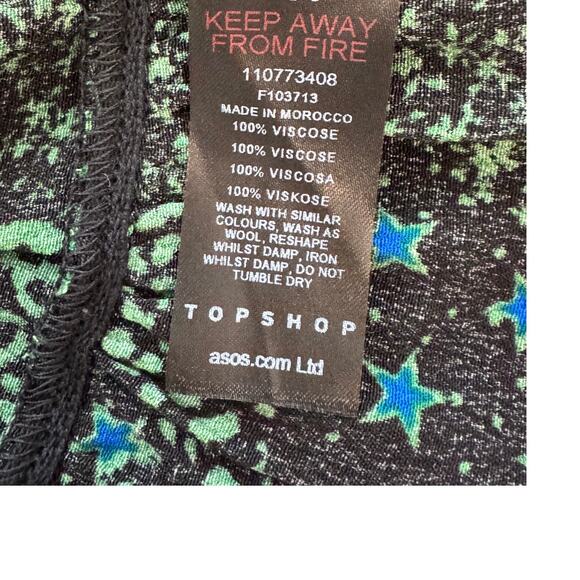 KEEP AWAY
FROM FIRE
110773408
F103713
MADE IN MOROCCO
100% VISCOSE
100% VISCOSE
100% VISCOSA
100% VISKOSE
WASH WITH SIMILAR
COLOURS, WASH AS
WOOL, RESHAPE
WHILST DAMP, IRON
WHILST DAMP, DO NOT
TUMBLE DRY
TOPSHOP
asos.com Ltd